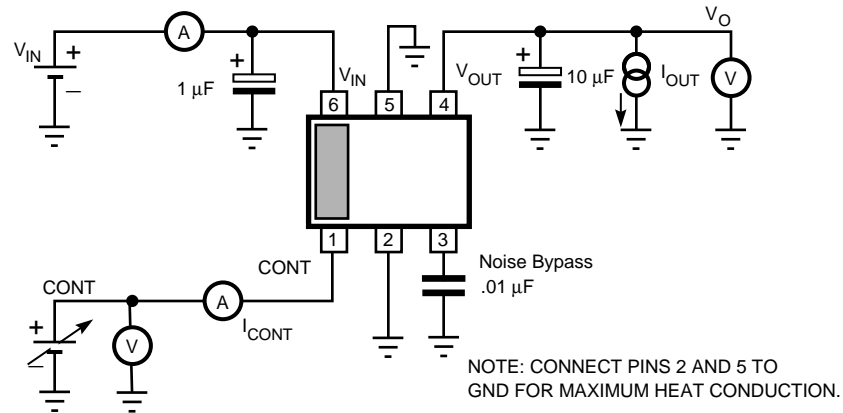 V_O
A
V_IN
+
_
+
1 µF
V_IN
V_OUT
+
10 µF
I_OUT
V
6
5
4
1
2
3
CONT
Noise Bypass
.01 µF
CONT
+
_
V
A
I_CONT
NOTE: CONNECT PINS 2 AND 5 TO
GND FOR MAXIMUM HEAT CONDUCTION.